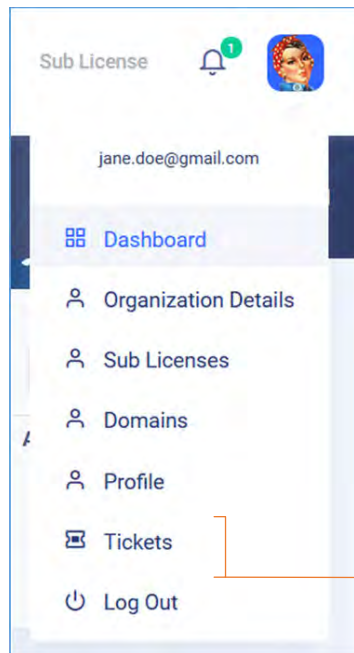 Sub License
1
jane.doe@gmail.com
Dashboard
Organization Details
Sub Licenses
Domains
A
Profile
Tickets
Log Out